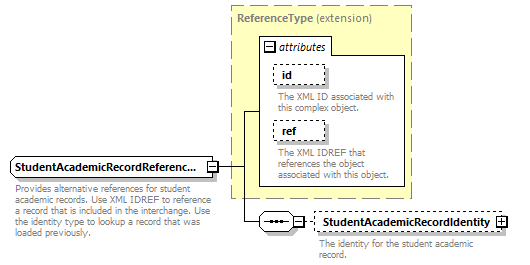 ReferenceType (extension)
attributes
id
The XML ID associated with
this complex object.
ref
The XML IDREF that
references the object
associated with this object.
StudentAcademicRecordReferenc...
Provides alternative references for student
academic records. Use XML IDREF to reference
a record that is included in the interchange. Use
the identity type to lookup a record that was
loaded previously.
StudentAcademicRecordIdentity
The identity for the student academic
record.